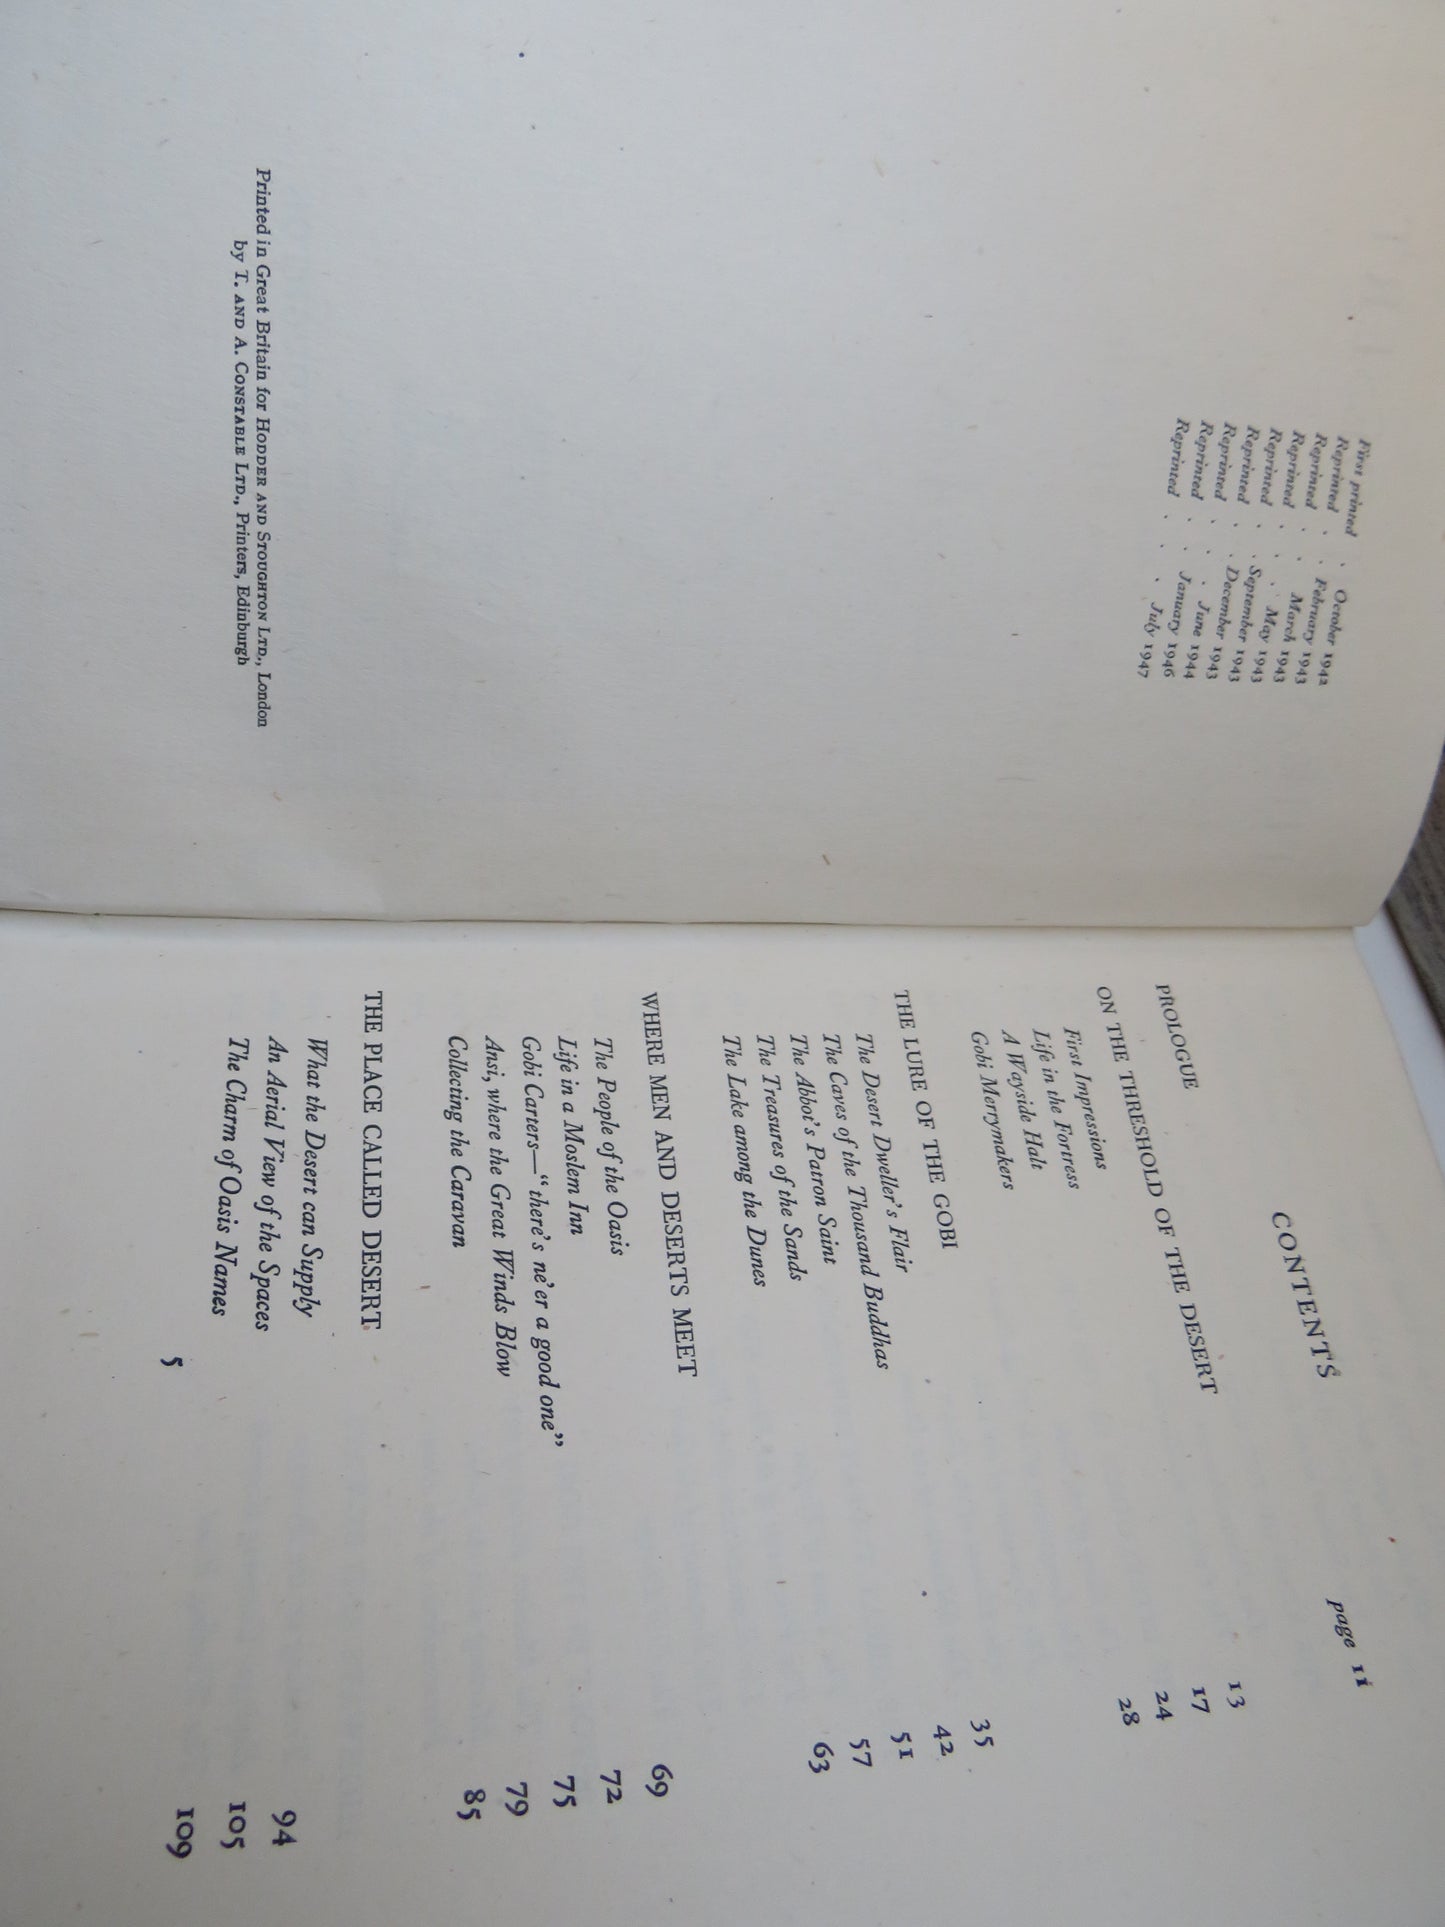 First printed . October 1942
Reprinted . . February 1943
Reprinted . . March 1943
Reprinted . . May 1943
Reprinted . . September 1943
Reprinted . . December 1943
Reprinted . . June 1944
Reprinted . . January 1946
Reprinted . . . July 1947
Printed in Great Britain for HODDER AND STOUGHTON LTD., London
by T. AND A. CONSTABLE LTD., Printers, Edinburgh
CONTENTS
PROLOGUE page 11
ON THE THRESHOLD OF THE DESERT
First Impressions 13
Life in the Fortress 17
A Wayside Halt 24
Gobi Merrymakers 28
THE LURE OF THE GOBI
The Desert Dweller's Flair 35
The Caves of the Thousand Buddhas 42
The Abbot's Patron Saint 51
The Treasures of the Sands 57
The Lake among the Dunes 63
WHERE MEN AND DESERTS MEET
The People of the Oasis 69
Life in a Moslem Inn 72
Gobi Carters—“there's ne'er a good one” 75
Ansi, where the Great Winds Blow 79
Collecting the Caravan 85
THE PLACE CALLED DESERT
What the Desert can Supply 94
An Aerial View of the Spaces 105
The Charm of Oasis Names 109
5